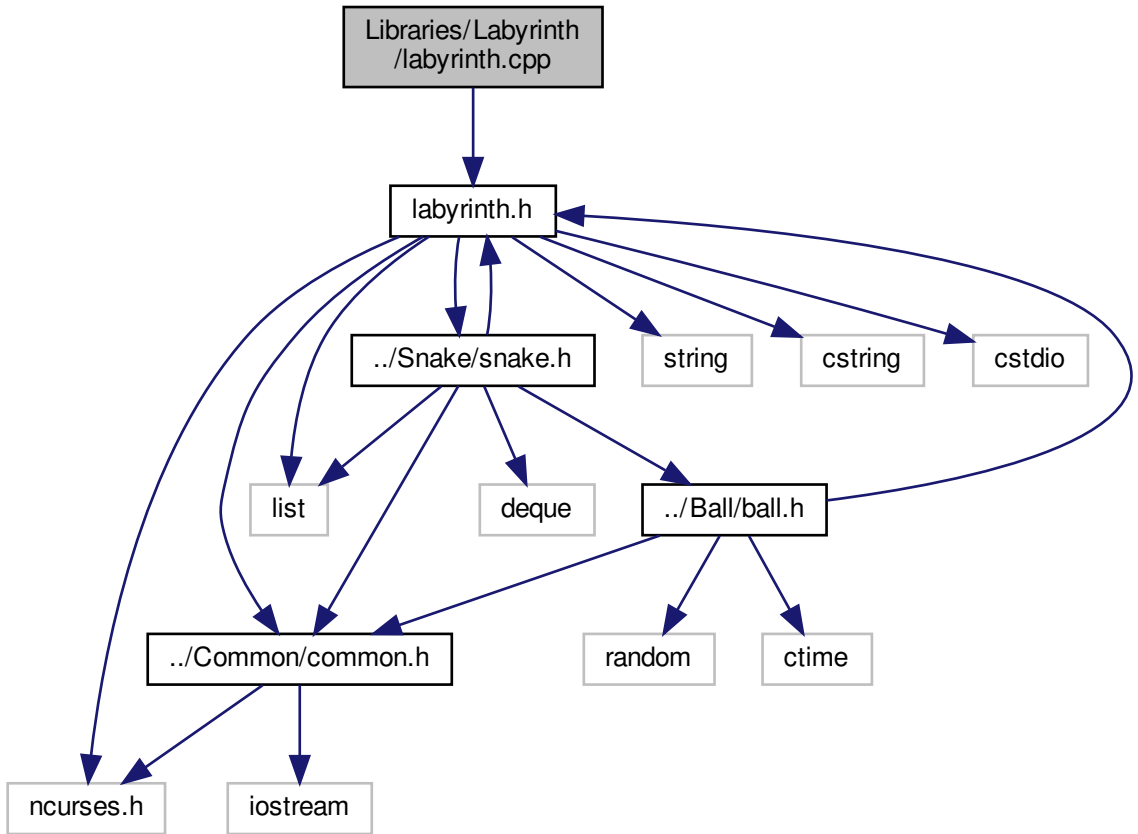 Libraries/Labyrinth
/labyrinth.cpp
labyrinth.h
../Snake/snake.h
string
cstring
cstdio
list
deque
../Ball/ball.h
../Common/common.h
random
ctime
ncurses.h
iostream